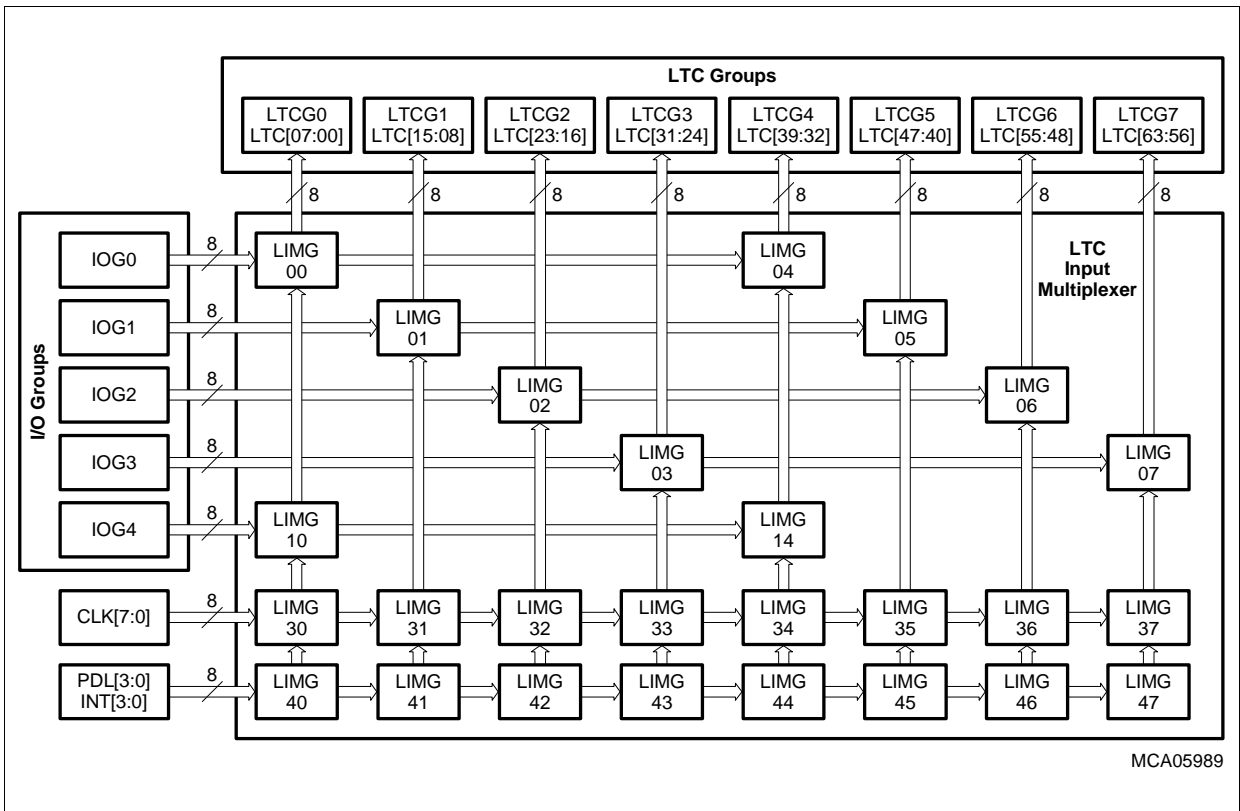 LTC Groups
LTCG0 LTCG1 LTCG2 LTCG3 LTCG4 LTCG5 LTCG6 LTCG7
LTC[07:00] LTC[15:08] LTC[23:16] LTC[31:24] LTC[39:32] LTC[47:40] LTC[55:48] LTC[63:56]
8 8 8 8 8 8 8 8
I/O Groups
IOG0 8 LIMG 00 LIMG 04
LTC
Input
Multiplexer
IOG1 8 LIMG 01 LIMG 05
IOG2 8 LIMG 02 LIMG 06
IOG3 8 LIMG 03 LIMG 07
IOG4 8 LIMG 10 LIMG 14
CLK[7:0] 8 LIMG 30 LIMG 31 LIMG 32 LIMG 33 LIMG 34 LIMG 35 LIMG 36 LIMG 37
PDL[3:0]
INT[3:0]
8 LIMG 40 LIMG 41 LIMG 42 LIMG 43 LIMG 44 LIMG 45 LIMG 46 LIMG 47
MCA05989